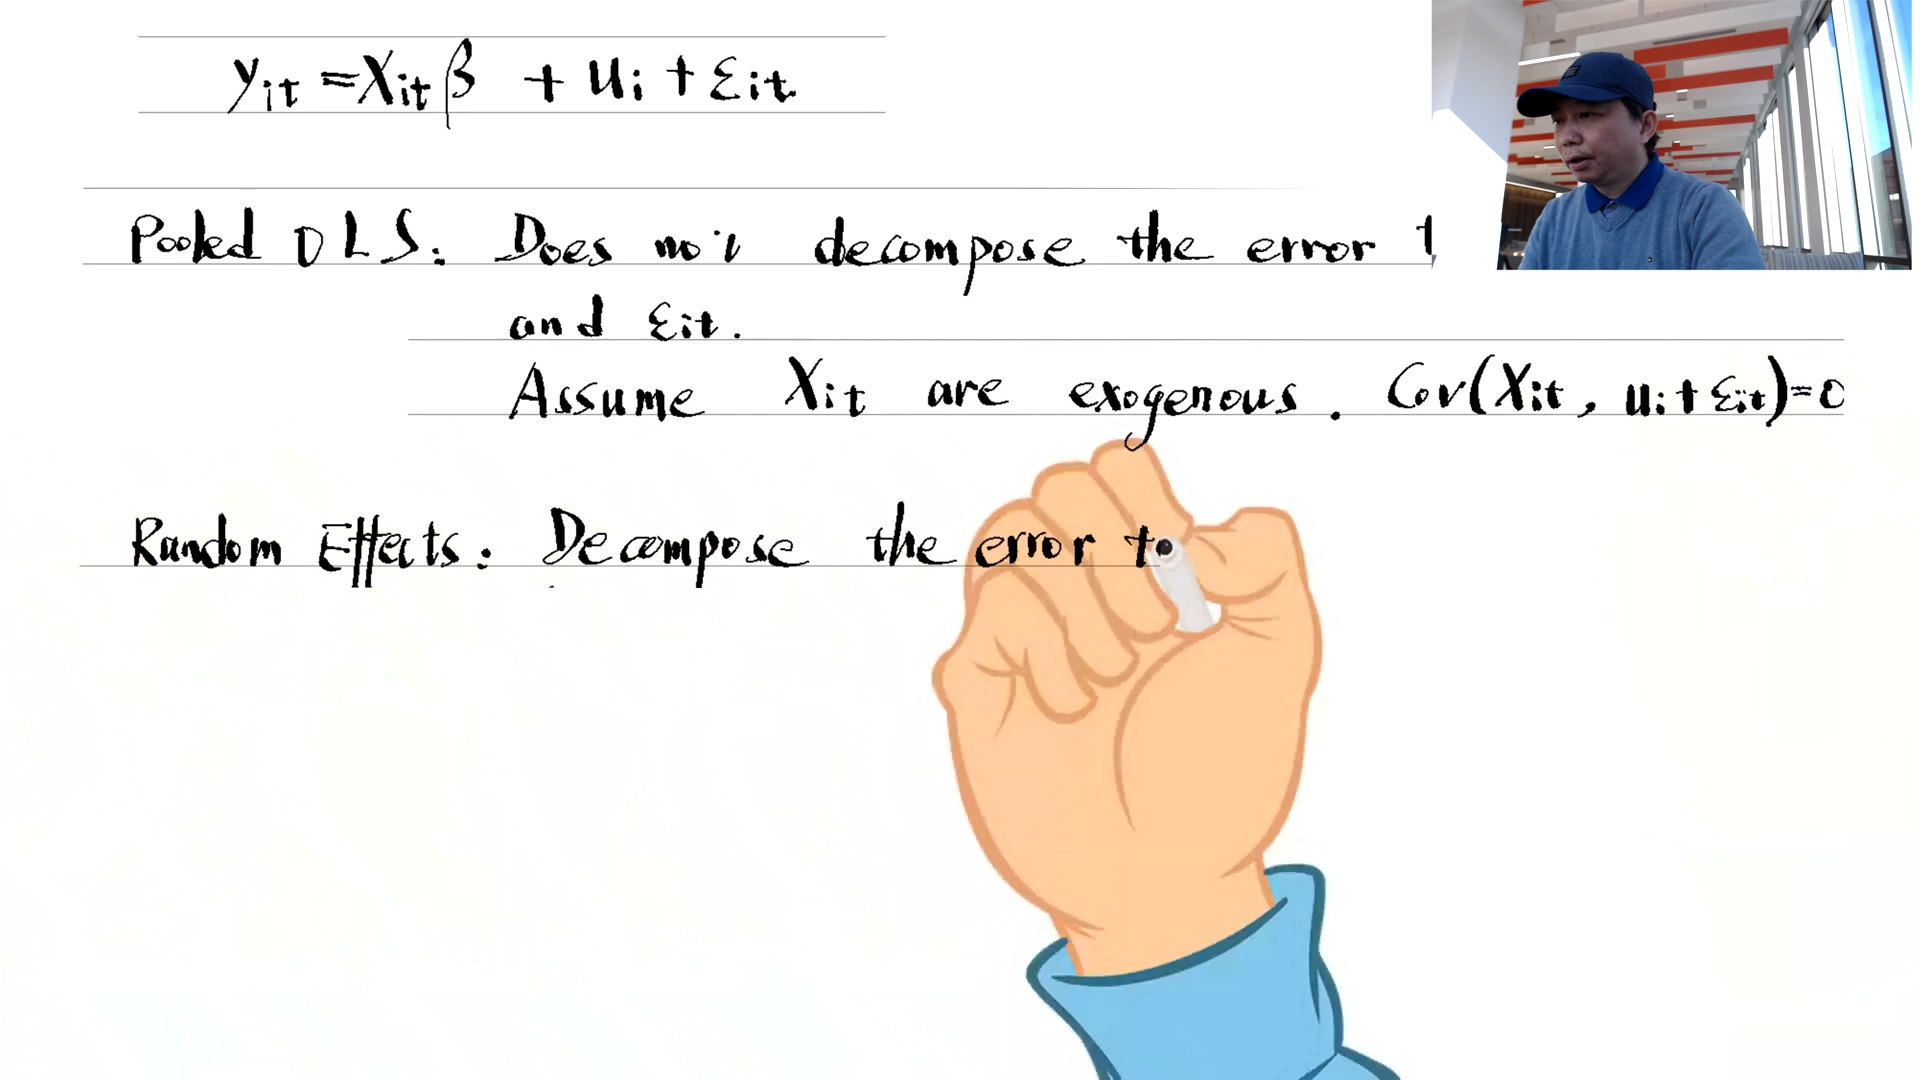 yit = Xit β + ui + εit
Pooled OLS: Does not decompose the error t
and εit.
Assume Xit are exogenous. Cov(Xit, ui+εit)=0
Random Effects: Decompose the error t